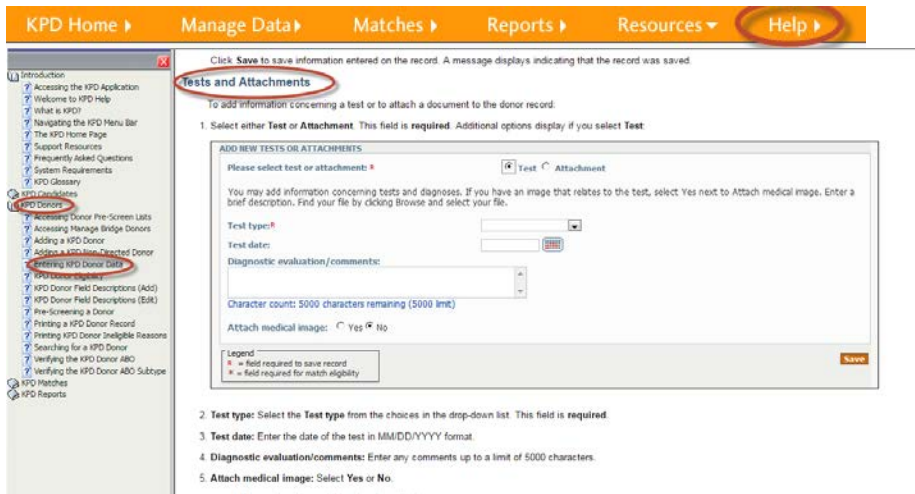 KPD Home Manage Data Matches Reports Resources Help
Introduction
Accessing the KPD Application
Welcome to KPD Help
What is KPD?
Navigating the KPD Menu Bar
The KPD Home Page
Support Resources
Frequently Asked Questions
System Requirements
KPD Glossary
KPD Candidates
KPD Donors
Accessing Donor Pre-Screen Lists
Accessing Manage Bridge Donors
Adding a KPD Donor
Adding a KPD Non-Directed Donor
Entering KPD Donor Data
KPD Donor Eligibility
KPD Donor Field Descriptions (Add)
KPD Donor Field Descriptions (Edit)
Pre-Screening a Donor
Printing a KPD Donor Record
Printing KPD Donor Ineligible Reasons
Searching for a KPD Donor
Verifying the KPD Donor ABO
Verifying the KPD Donor ABO Subtype
KPD Matches
KPD Reports
Click Save to save information entered on the record. A message displays indicating that the record was saved.
Tests and Attachments
To add information concerning a test or to attach a document to the donor record:
1. Select either Test or Attachment. This field is required. Additional options display if you select Test:
ADD NEW TESTS OR ATTACHMENTS
Please select test or attachment: * Test Attachment
You may add information concerning tests and diagnoses. If you have an image that relates to the test, select Yes next to Attach medical image. Enter a
brief description. Find your file by clicking Browse and select your file.
Test type:*
Test date:
Diagnostic evaluation/comments:
Character count: 5000 characters remaining (5000 limit)
Attach medical image: Yes No
Legend
* = field required to save record
* = field required for match eligibility
Save
2. Test type: Select the Test type from the choices in the drop-down list. This field is required.
3. Test date: Enter the date of the test in MM/DD/YYYY format.
4. Diagnostic evaluation/comments: Enter any comments up to a limit of 5000 characters.
5. Attach medical image: Select Yes or No.